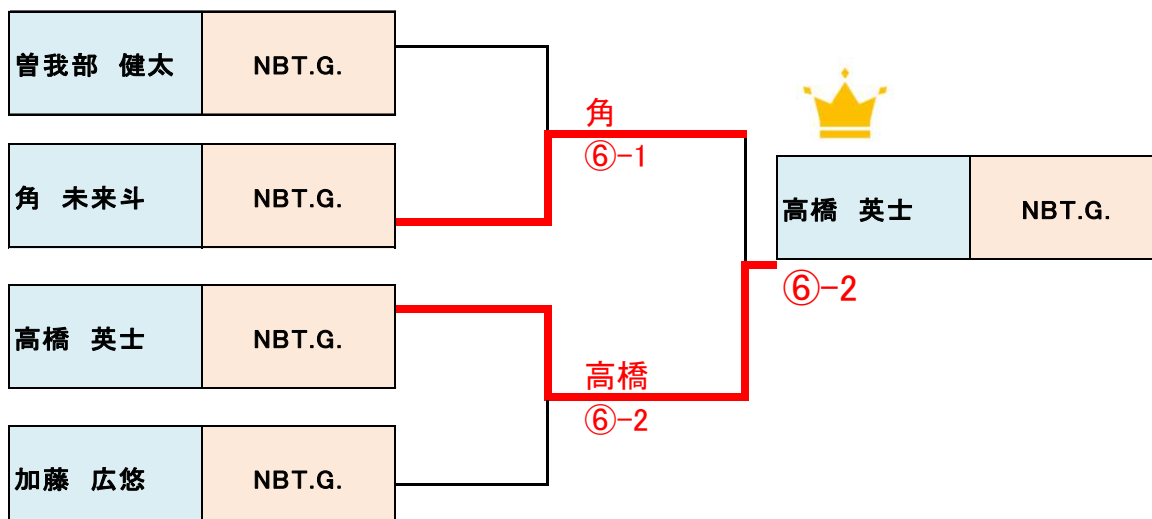 曽我部 健太 NBT.G.
角 未来斗 NBT.G.
高橋 英士 NBT.G.
加藤 広悠 NBT.G.
角
⑥-1
高橋
⑥-2
高橋 英士 NBT.G.
⑥-2